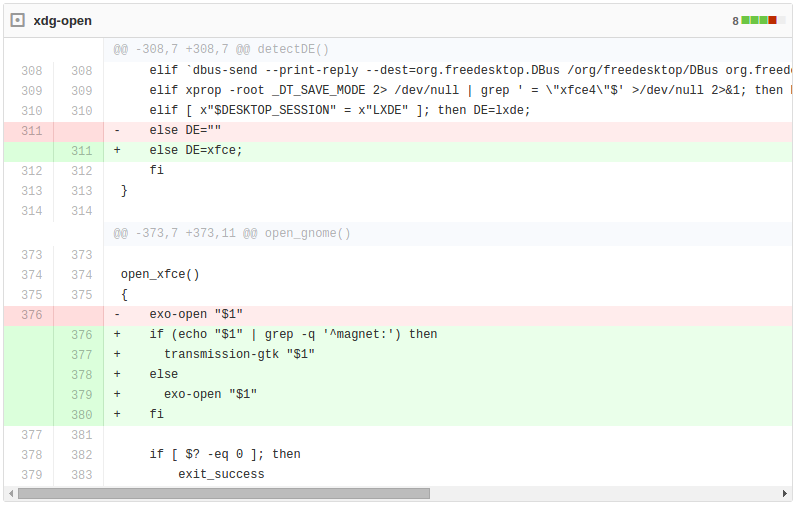 xdg-open 8
@@ -308,7 +308,7 @@ detectDE()
308 308 elif `dbus-send --print-reply --dest=org.freedesktop.DBus /org/freedesktop/DBus org.freed
309 309 elif xprop -root _DT_SAVE_MODE 2> /dev/null | grep ' = \"xfce4\"$' >/dev/null 2>&1; then
310 310 elif [ x"$DESKTOP_SESSION" = x"LXDE" ]; then DE=lxde;
311 - else DE=""
311 + else DE=xfce;
312 312 fi
313 313 }
314 314
@@ -373,7 +373,11 @@ open_gnome()
373 373
374 374 open_xfce()
375 375 {
376 - exo-open "$1"
376 + if (echo "$1" | grep -q '^magnet:') then
377 + transmission-gtk "$1"
378 + else
379 + exo-open "$1"
380 + fi
377 381
378 382 if [ $? -eq 0 ]; then
379 383 exit_success